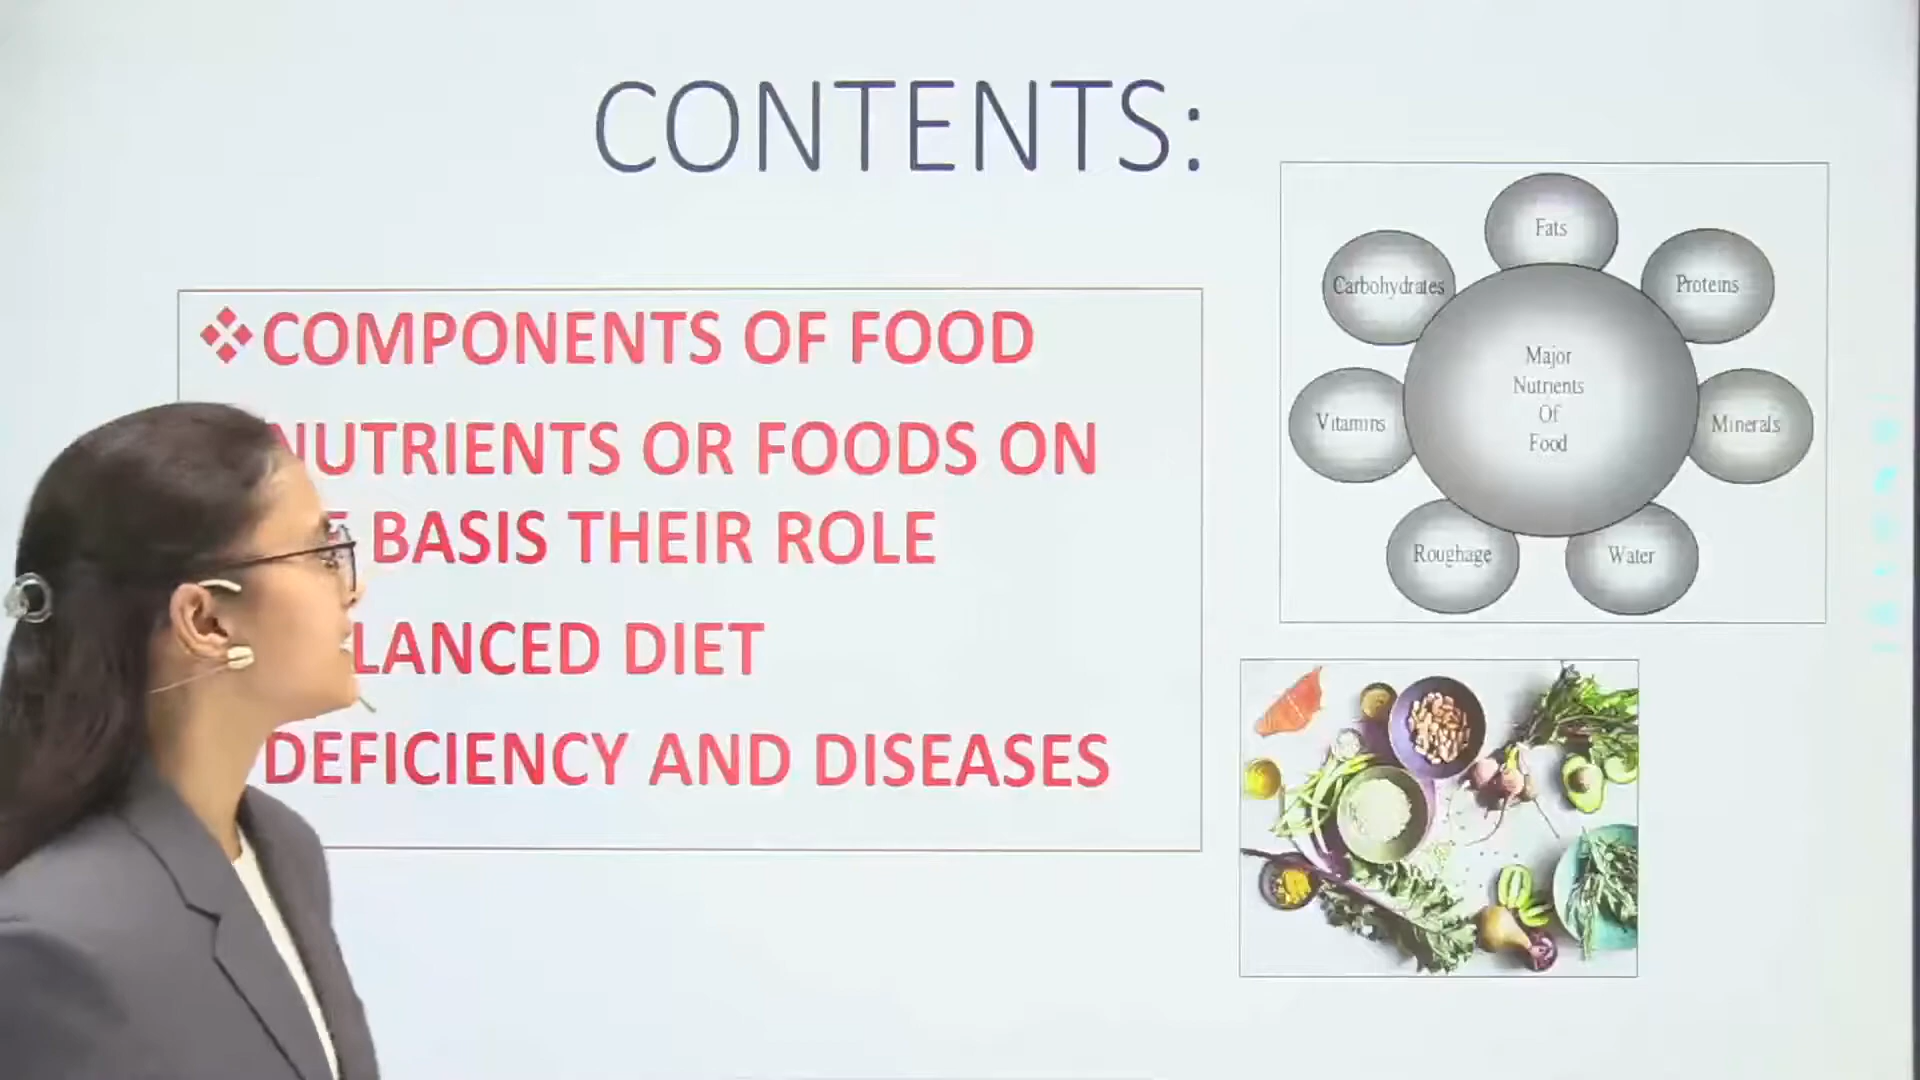 CONTENTS:
❖COMPONENTS OF FOOD
NUTRIENTS OR FOODS ON
BASIS THEIR ROLE
LANCED DIET
DEFICIENCY AND DISEASES
Fats
Carbohydrates
Proteins
Major
Nutrients
Of
Food
Vitamins
Minerals
Roughage
Water